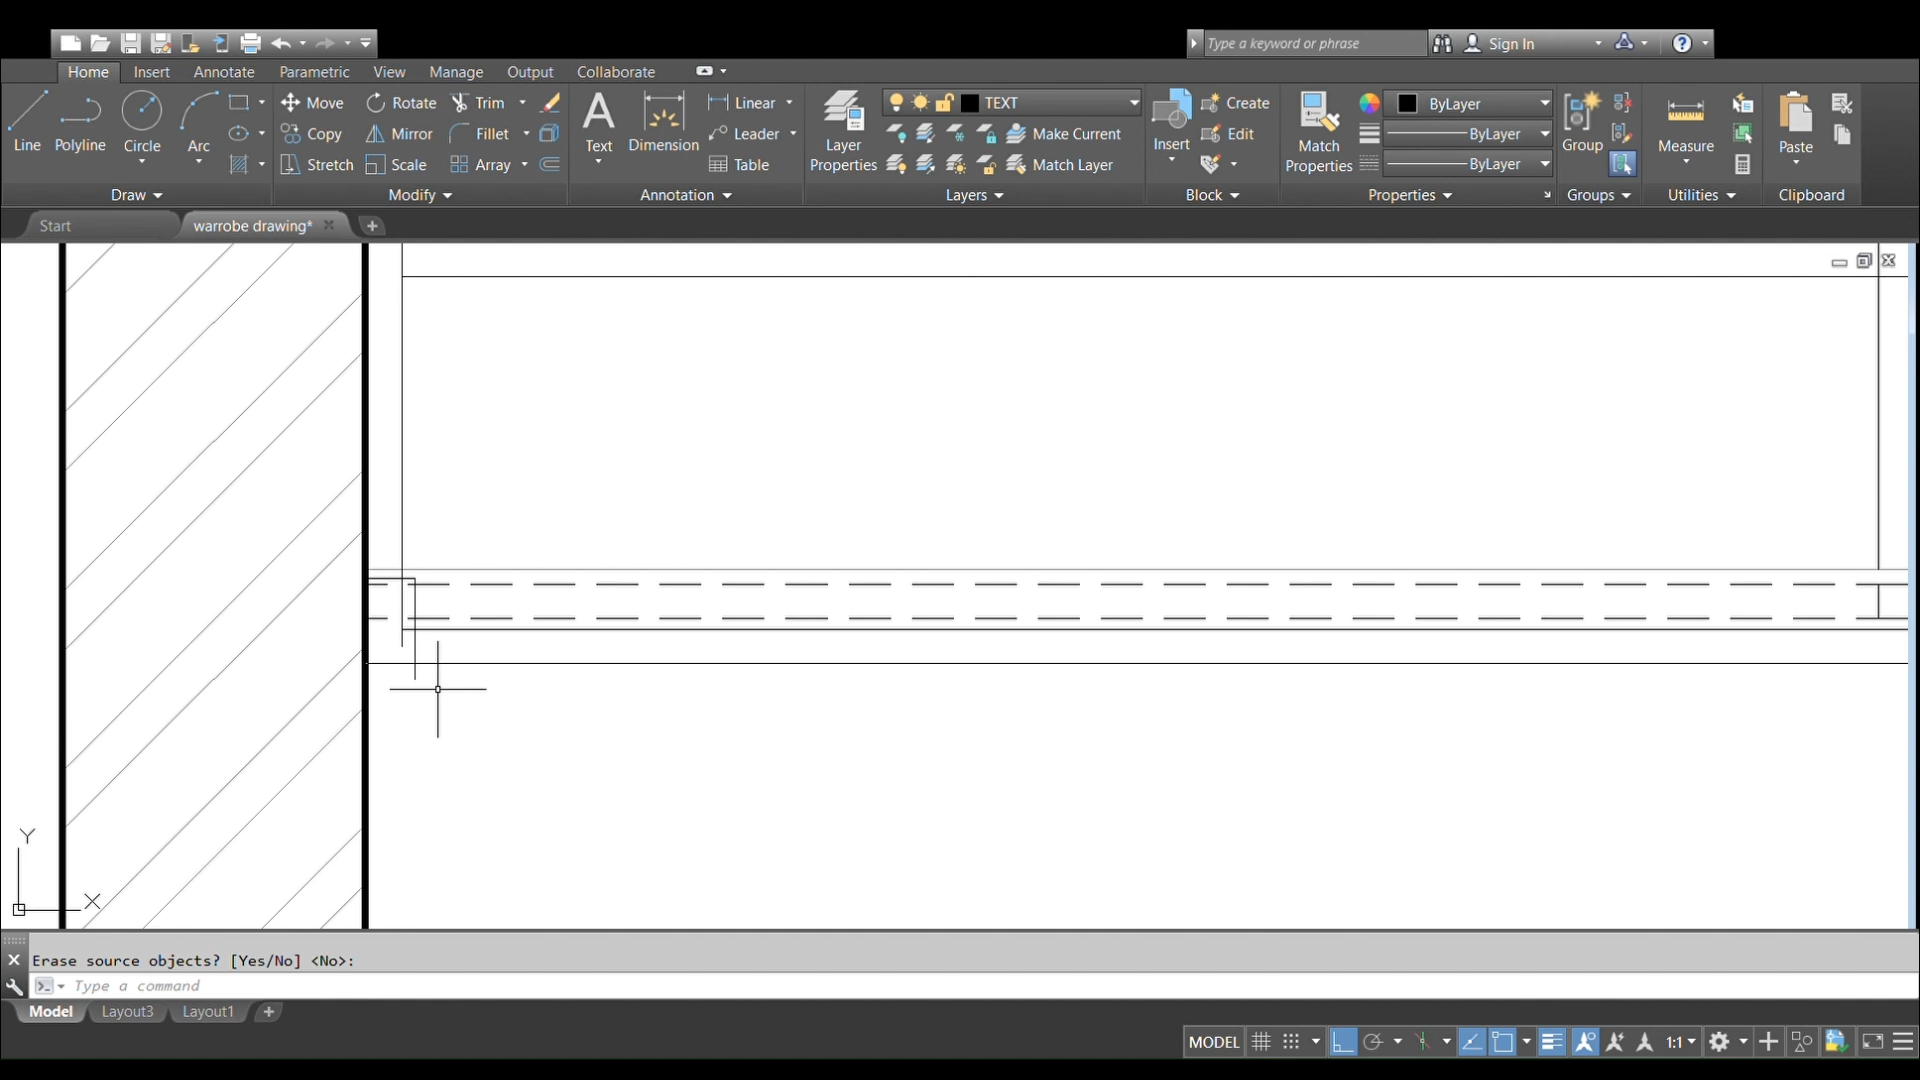 Type a keyword or phrase
Sign In
Home Insert Annotate Parametric View Manage Output Collaborate
Line
Polyline
Circle
Arc
Draw
Move
Rotate
Trim
Copy
Mirror
Fillet
Stretch
Scale
Array
Modify
Text
Dimension
Linear
Leader
Table
Annotation
Layer
Properties
TEXT
Make Current
Match Layer
Layers
Insert
Create
Edit
Block
Match
Properties
ByLayer
ByLayer
ByLayer
Properties
Group
Groups
Measure
Utilities
Paste
Clipboard
Start
warrobe drawing*
Y
X
Erase source objects? [Yes/No] <No>:
Type a command
Model Layout3 Layout1
MODEL
1:1